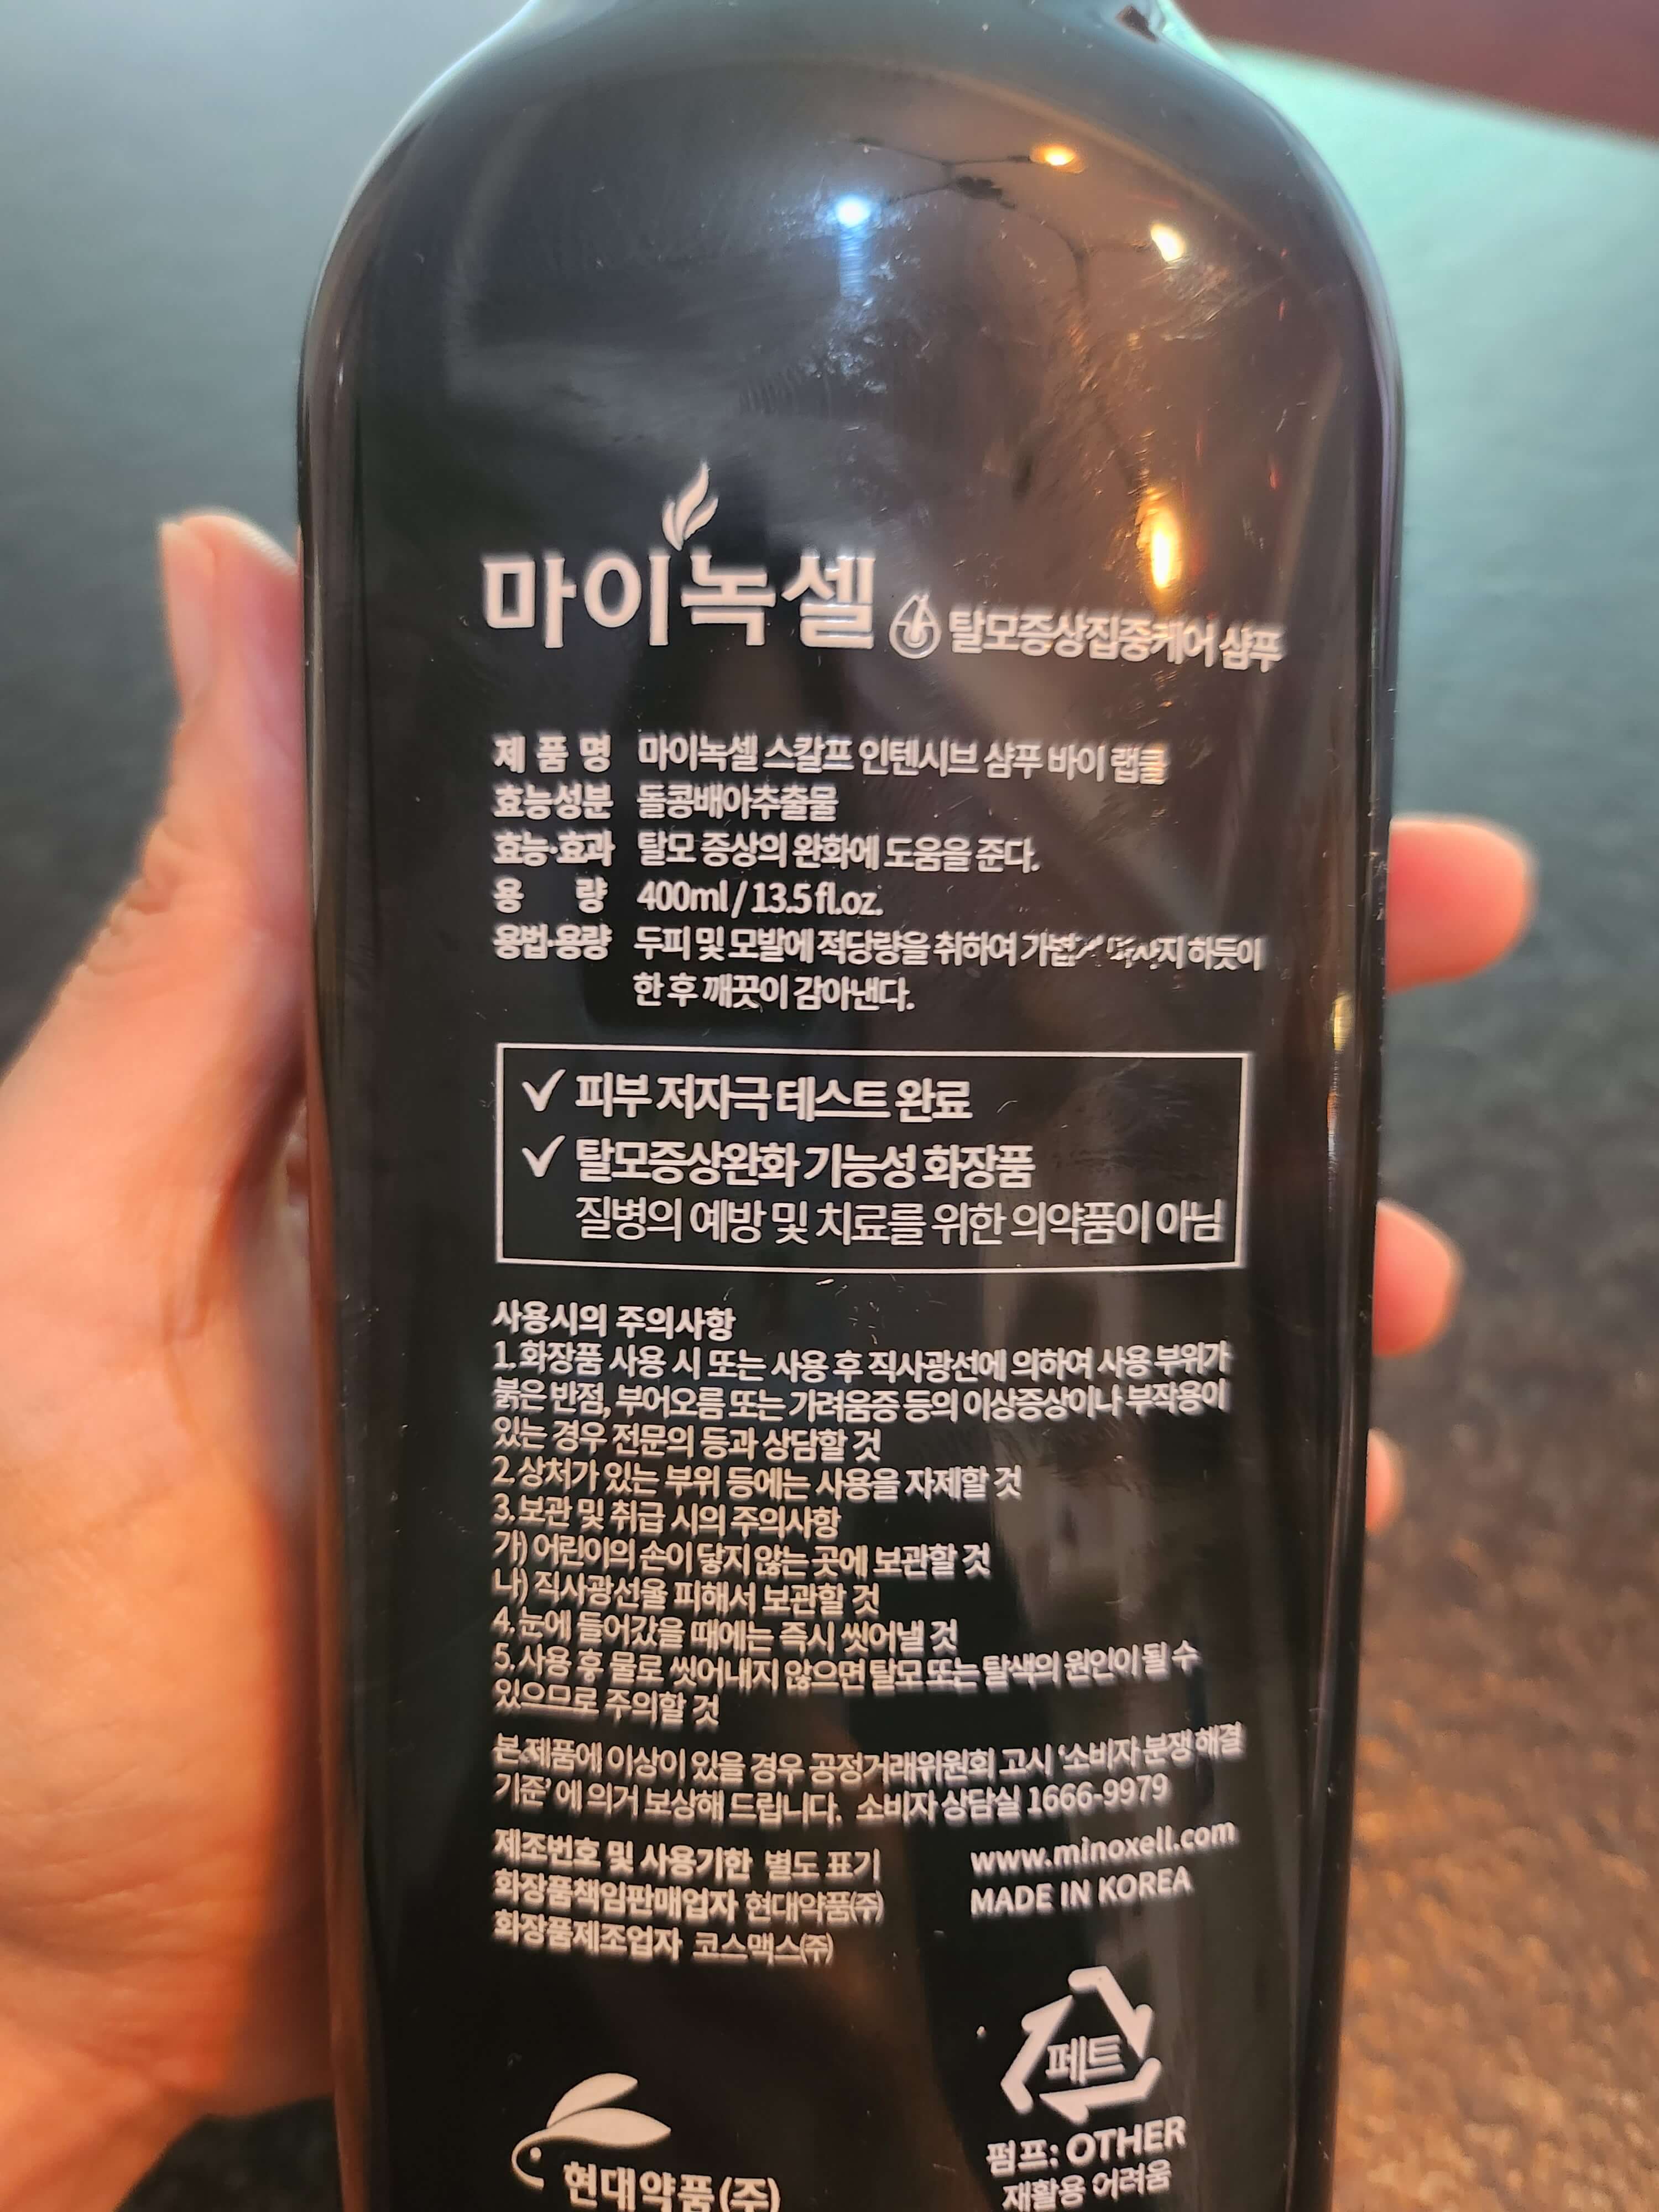 마이녹셀 탈모증상집중케어 샴푸
제 품 명 마이녹셀 스칼프 인텐시브 샴푸 바이 랩클
효능성분 돌콩배아추출물
효능·효과 탈모 증상의 완화에 도움을 준다.
용 량 400ml / 13.5 fl.oz.
용법·용량 두피 및 모발에 적당량을 취하여 하듯이
한 후 깨끗이 감아낸다.
✓ 피부 저자극 테스트 완료
✓ 탈모증상완화 기능성 화장품
질병의 예방 및 치료를 위한 의약품이 아님
사용시의 주의사항
1. 화장품 사용 시 또는 사용 후 직사광선에 의하여 사용 부위가
붉은 반점, 부어오름 또는 가려움증 등의 이상증상이나 부작용이
있는 경우 전문의 등과 상담할 것
2. 상처가 있는 부위 등에는 사용을 자제할 것
3. 보관 및 취급 시의 주의사항
가) 어린이의 손이 닿지 않는 곳에 보관할 것
나) 직사광선을 피해서 보관할 것
4. 눈에 들어갔을 때에는 즉시 씻어낼 것
5. 사용 후 물로 씻어내지 않으면 탈모 또는 탈색의 원인이 될 수
있으므로 주의할 것
본 제품에 이상이 있을 경우 공정거래위원회 고시 '소비자 분쟁 해결
기준' 에 의거 보상해 드립니다. 소비자 상담실 1666-9979
제조번호 및 사용기한 별도 표기
화장품책임판매업자 현대약품(주)
화장품제조업자 코스맥스(주)
www.minoxell.com
MADE IN KOREA
페트
펌프: OTHER
재활용 어려움
현대약품(주)